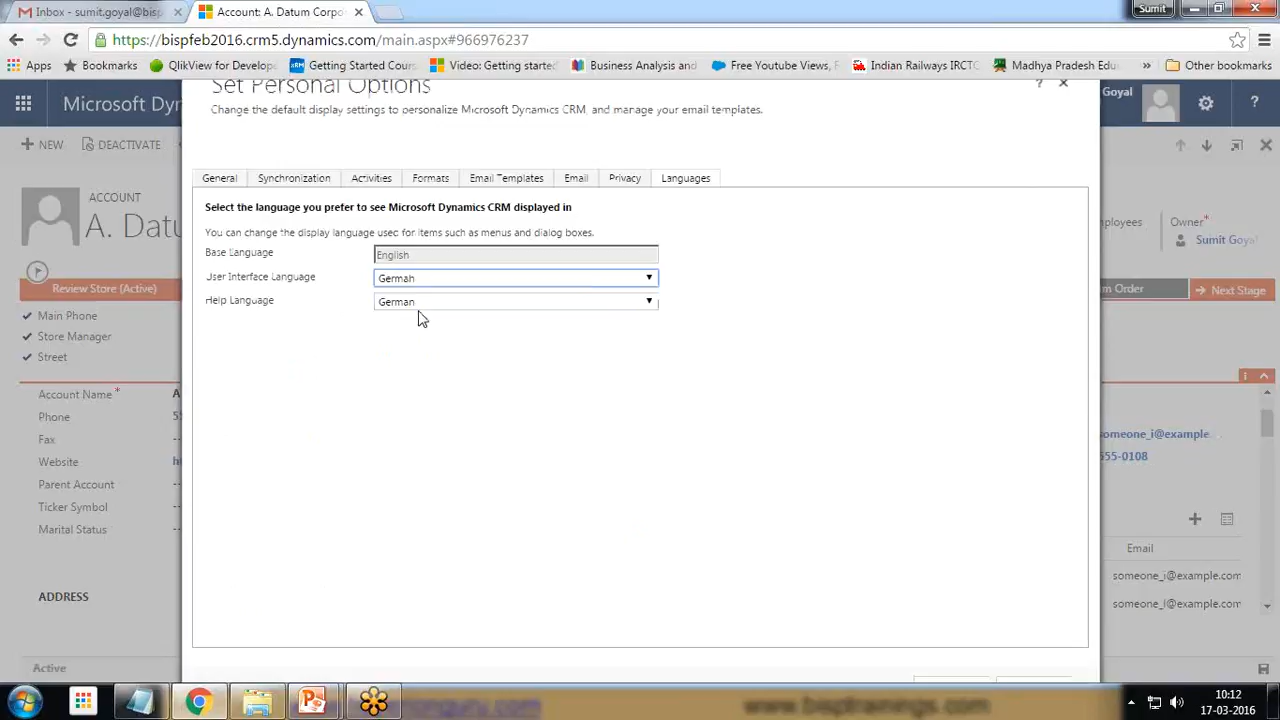 Inbox - sumit.goyal@bisp
Account: A. Datum Corpo
Sumit
https://bispfeb2016.crm5.dynamics.com/main.aspx#966976237
Apps
Bookmarks
QlikView for Develop
Getting Started Cour
Video: Getting started
Business Analysis and
Free Youtube Views,
Indian Railways IRCTC
Madhya Pradesh Edu
»
Other bookmarks
Microsoft Dyn
Set Personal Options
Change the default display settings to personalize Microsoft Dynamics CRM, and manage your email templates.
?
Goyal
?
NEW
DEACTIVATE
General
Synchronization
Activities
Formats
Email Templates
Email
Privacy
Languages
ACCOUNT
A. Datu
Select the language you prefer to see Microsoft Dynamics CRM displayed in
You can change the display language used for items such as menus and dialog boxes.
Base Language
English
User Interface Language
German
Help Language
German
mployees
Owner*
Sumit Goya
Review Store (Active)
m Order
Next Stage
Main Phone
Store Manager
Street
Account Name*
A
Phone
5
Fax
--
Website
h
Parent Account
--
Ticker Symbol
--
Marital Status
--
ADDRESS
someone_i@example.
555-0108
Email
someone_i@example.com
someone_i@example.com
Active
www.bisptrainings.com
10:12
17-03-2016